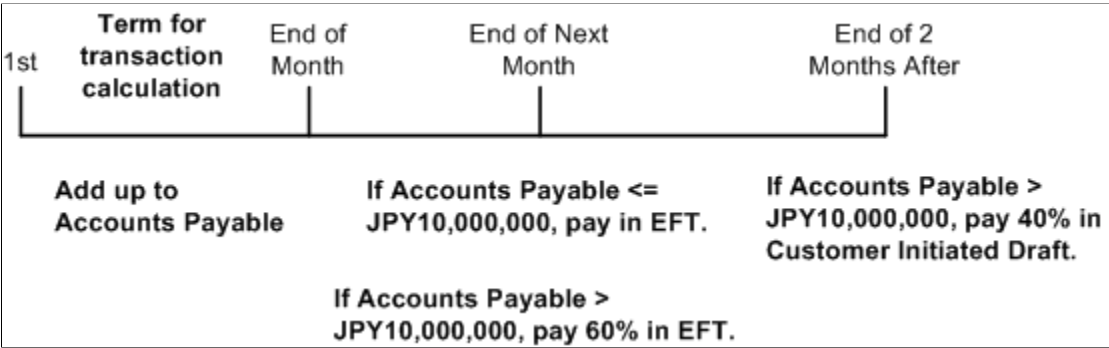 1st
Term for
transaction
calculation
End of
Month
End of Next
Month
End of 2
Months After
Add up to
Accounts Payable
If Accounts Payable <=
JPY10,000,000, pay in EFT.
If Accounts Payable >
JPY10,000,000, pay 60% in EFT.
If Accounts Payable >
JPY10,000,000, pay 40% in
Customer Initiated Draft.